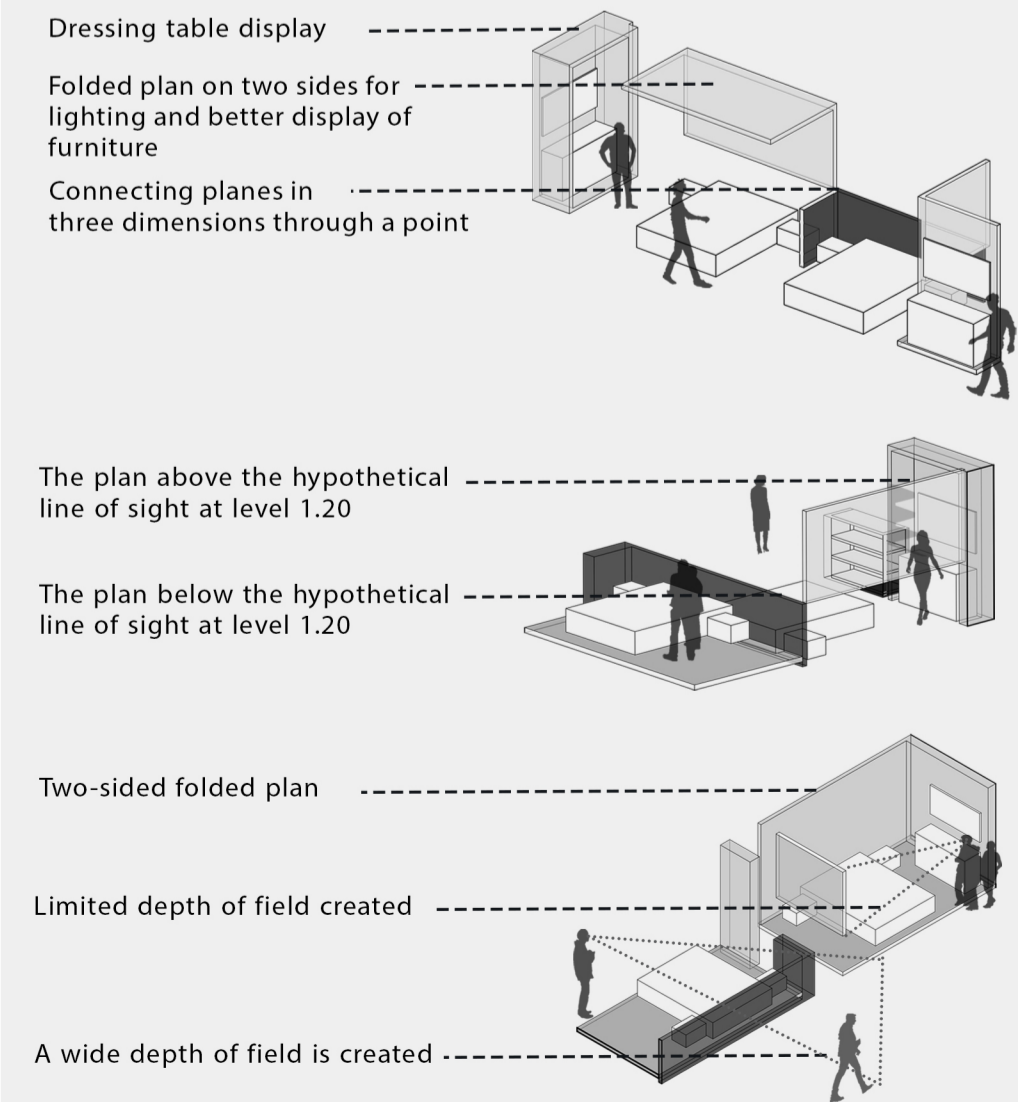 Dressing table display
Folded plan on two sides for
lighting and better display of
furniture
Connecting planes in
three dimensions through a point
The plan above the hypothetical
line of sight at level 1.20
The plan below the hypothetical
line of sight at level 1.20
Two-sided folded plan
Limited depth of field created
A wide depth of field is created